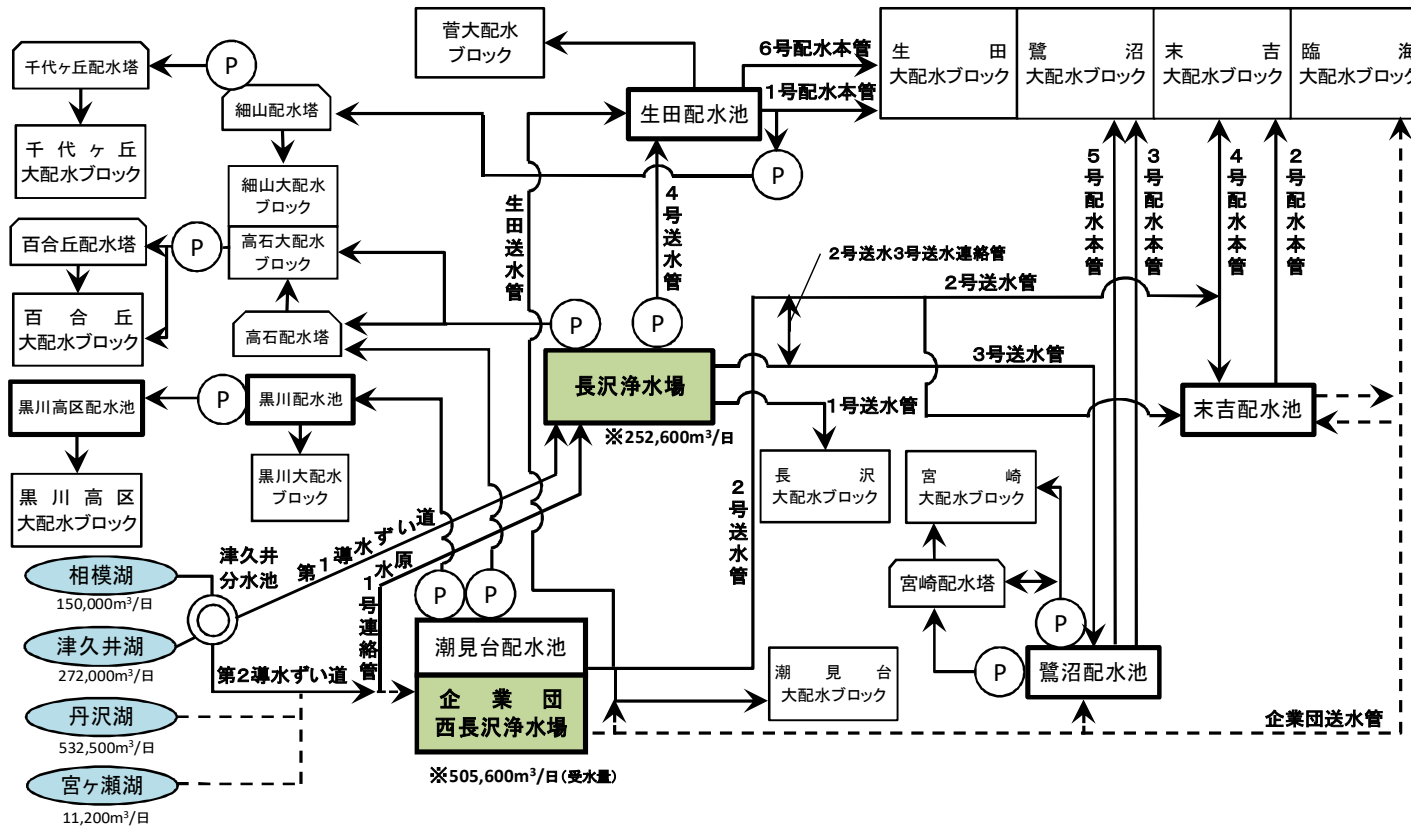 菅大配水
ブロック
生　田
大配水ブロック
鷺　沼
大配水ブロック
末　吉
大配水ブロック
臨　海
大配水ブロック
6号配水本管
1号配水本管
千代ヶ丘配水塔
P
細山配水塔
生田配水池
P
千 代 ヶ 丘
大配水ブロック
細山大配水
ブロック
高石大配水
ブロック
百合丘配水塔
P
百　合　丘
大配水ブロック
高石配水塔
生田送水管
4号送水管
5号配水本管
3号配水本管
4号配水本管
2号配水本管
2号送水3号送水連絡管
2号送水管
P
P
3号送水管
長沢浄水場
1号送水管
※252,600m³/日
末吉配水池
黒川高区配水池
P
黒川配水池
黒 川 高 区
大配水ブロック
黒川大配水
ブロック
長　沢
大配水ブロック
宮　崎
大配水ブロック
2号送水管
宮崎配水塔
相模湖
150,000m³/日
津久井
分水池
第1導水ずい道
1号連絡管
水原
津久井湖
272,000m³/日
第2導水ずい道
P
P
潮見台配水池
企　業　団
西長沢浄水場
※505,600m³/日(受水量)
潮　見　台
大配水ブロック
P
P
鷺沼配水池
企業団送水管
丹沢湖
532,500m³/日
宮ヶ瀬湖
11,200m³/日